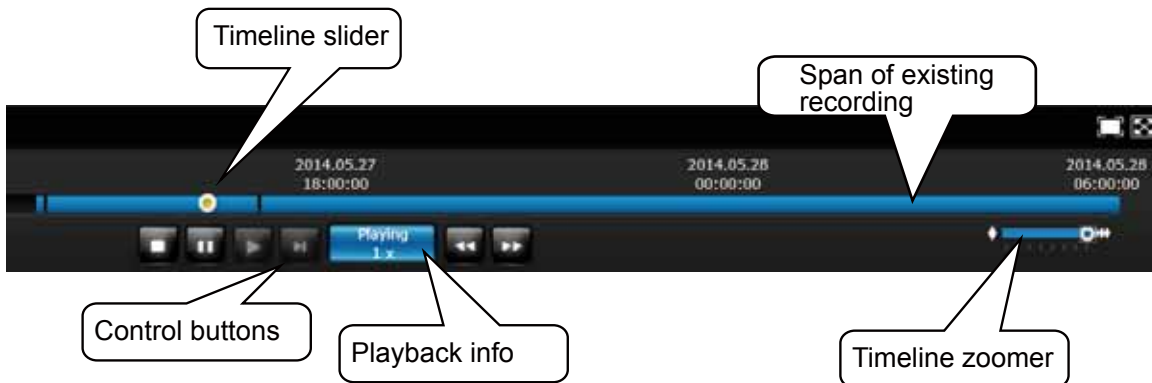 Timeline slider
Span of existing
recording
2014.05.27
18:00:00
2014.05.28
00:00:00
2014.05.28
06:00:00
Playing
1 x
Control buttons
Playback info
Timeline zoomer